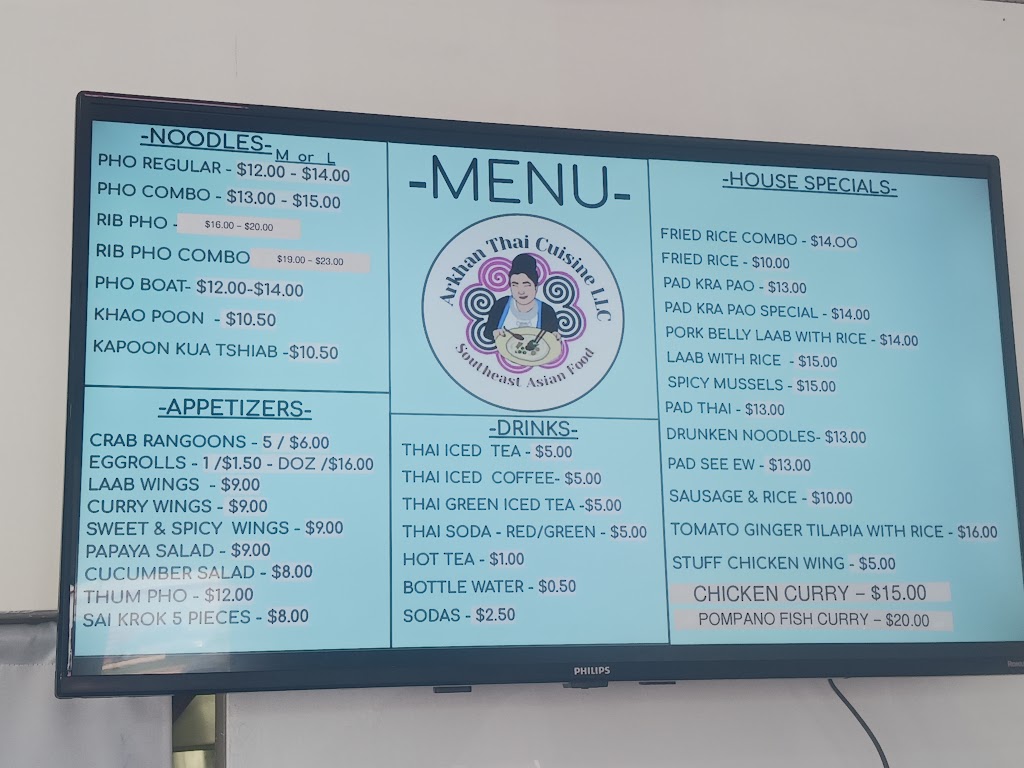 -NOODLES-
M or L
PHO REGULAR - $12.00 - $14.00
PHO COMBO - $13.00 - $15.00
RIB PHO - $16.00 – $20.00
RIB PHO COMBO $19.00 – $23.00
PHO BOAT- $12.00-$14.00
KHAO POON - $10.50
KAPOON KUA TSHIAB -$10.50
-APPETIZERS-
CRAB RANGOONS - 5 / $6.00
EGGROLLS - 1 /$1.50 - DOZ /$16.00
LAAB WINGS - $9.00
CURRY WINGS - $9.00
SWEET & SPICY WINGS - $9.00
PAPAYA SALAD - $9.00
CUCUMBER SALAD - $8.00
THUM PHO - $12.00
SAI KROK 5 PIECES - $8.00
-MENU-
Arkhan Thai Cuisine LLC
Southeast Asian Food
-DRINKS-
THAI ICED TEA - $5.00
THAI ICED COFFEE- $5.00
THAI GREEN ICED TEA -$5.00
THAI SODA - RED/GREEN - $5.00
HOT TEA - $1.00
BOTTLE WATER - $0.50
SODAS - $2.50
-HOUSE SPECIALS-
FRIED RICE COMBO - $14.00
FRIED RICE - $10.00
PAD KRA PAO - $13.00
PAD KRA PAO SPECIAL - $14.00
PORK BELLY LAAB WITH RICE - $14.00
LAAB WITH RICE - $15.00
SPICY MUSSELS - $15.00
PAD THAI - $13.00
DRUNKEN NOODLES- $13.00
PAD SEE EW - $13.00
SAUSAGE & RICE - $10.00
TOMATO GINGER TILAPIA WITH RICE - $16.00
STUFF CHICKEN WING - $5.00
CHICKEN CURRY – $15.00
POMPANO FISH CURRY – $20.00
PHILIPS